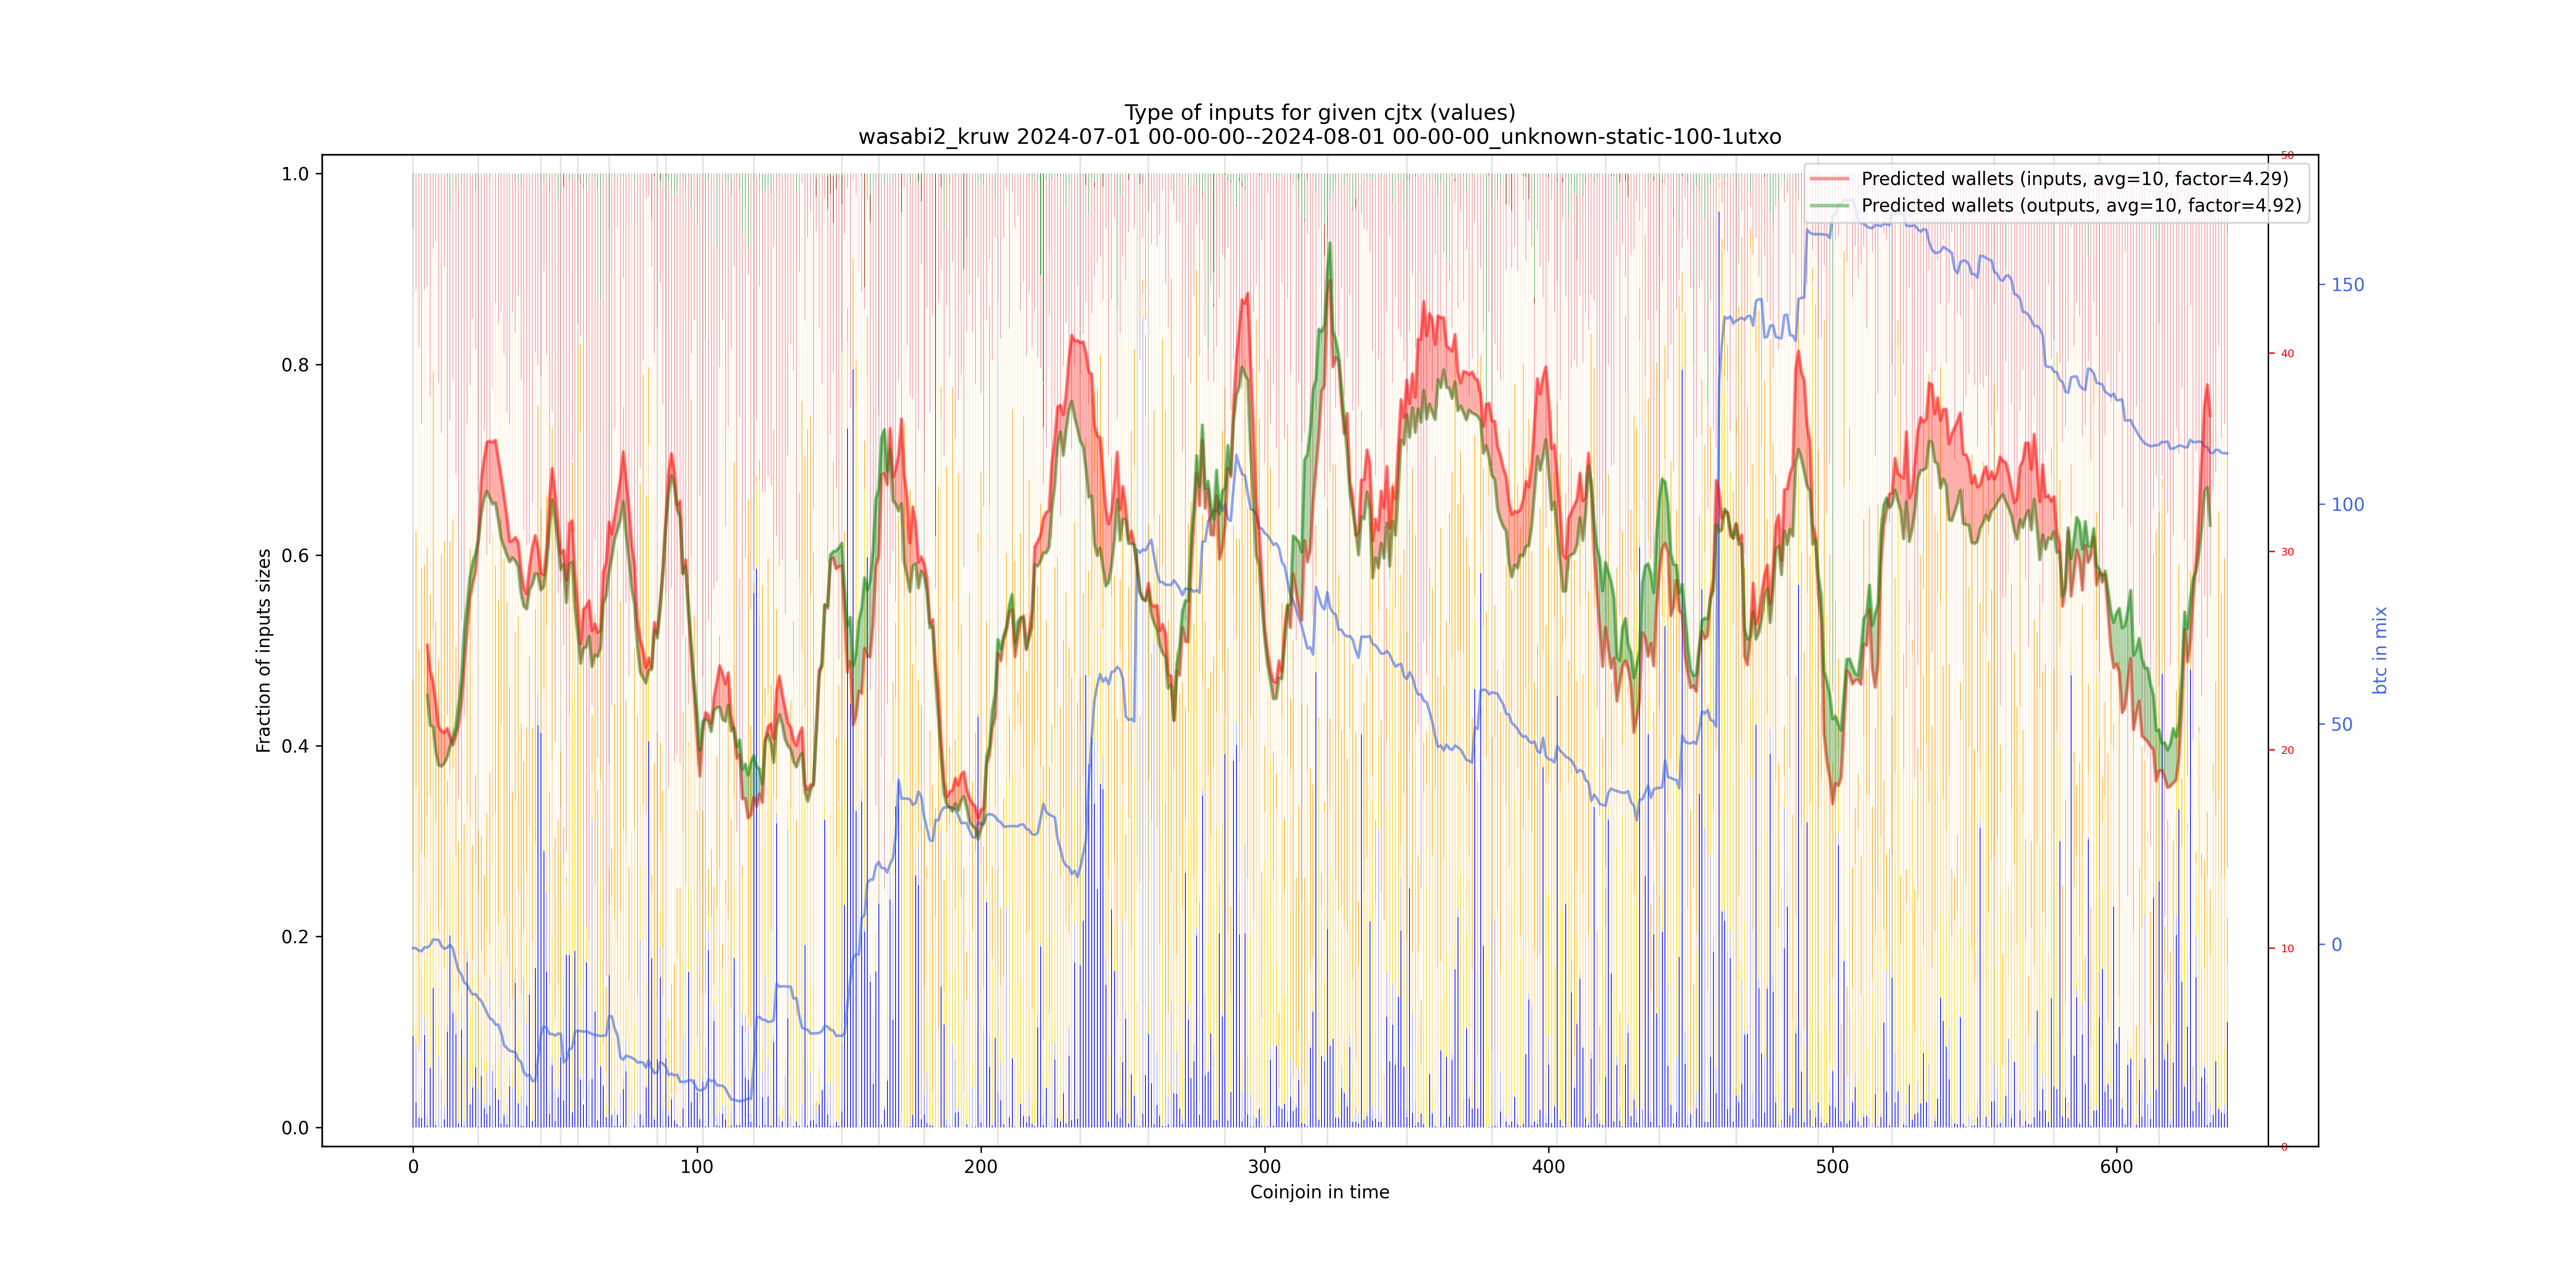 Type of inputs for given cjtx (values)
wasabi2_kruw 2024-07-01 00-00-00--2024-08-01 00-00-00_unknown-static-100-1utxo
Predicted wallets (inputs, avg=10, factor=4.29)
Predicted wallets (outputs, avg=10, factor=4.92)
Fraction of inputs sizes
1.0
0.8
0.6
0.4
0.2
0.0
0 100 200 300 400 500 600
Coinjoin in time
50
40
30
20
10
0
150
100
50
0
btc in mix